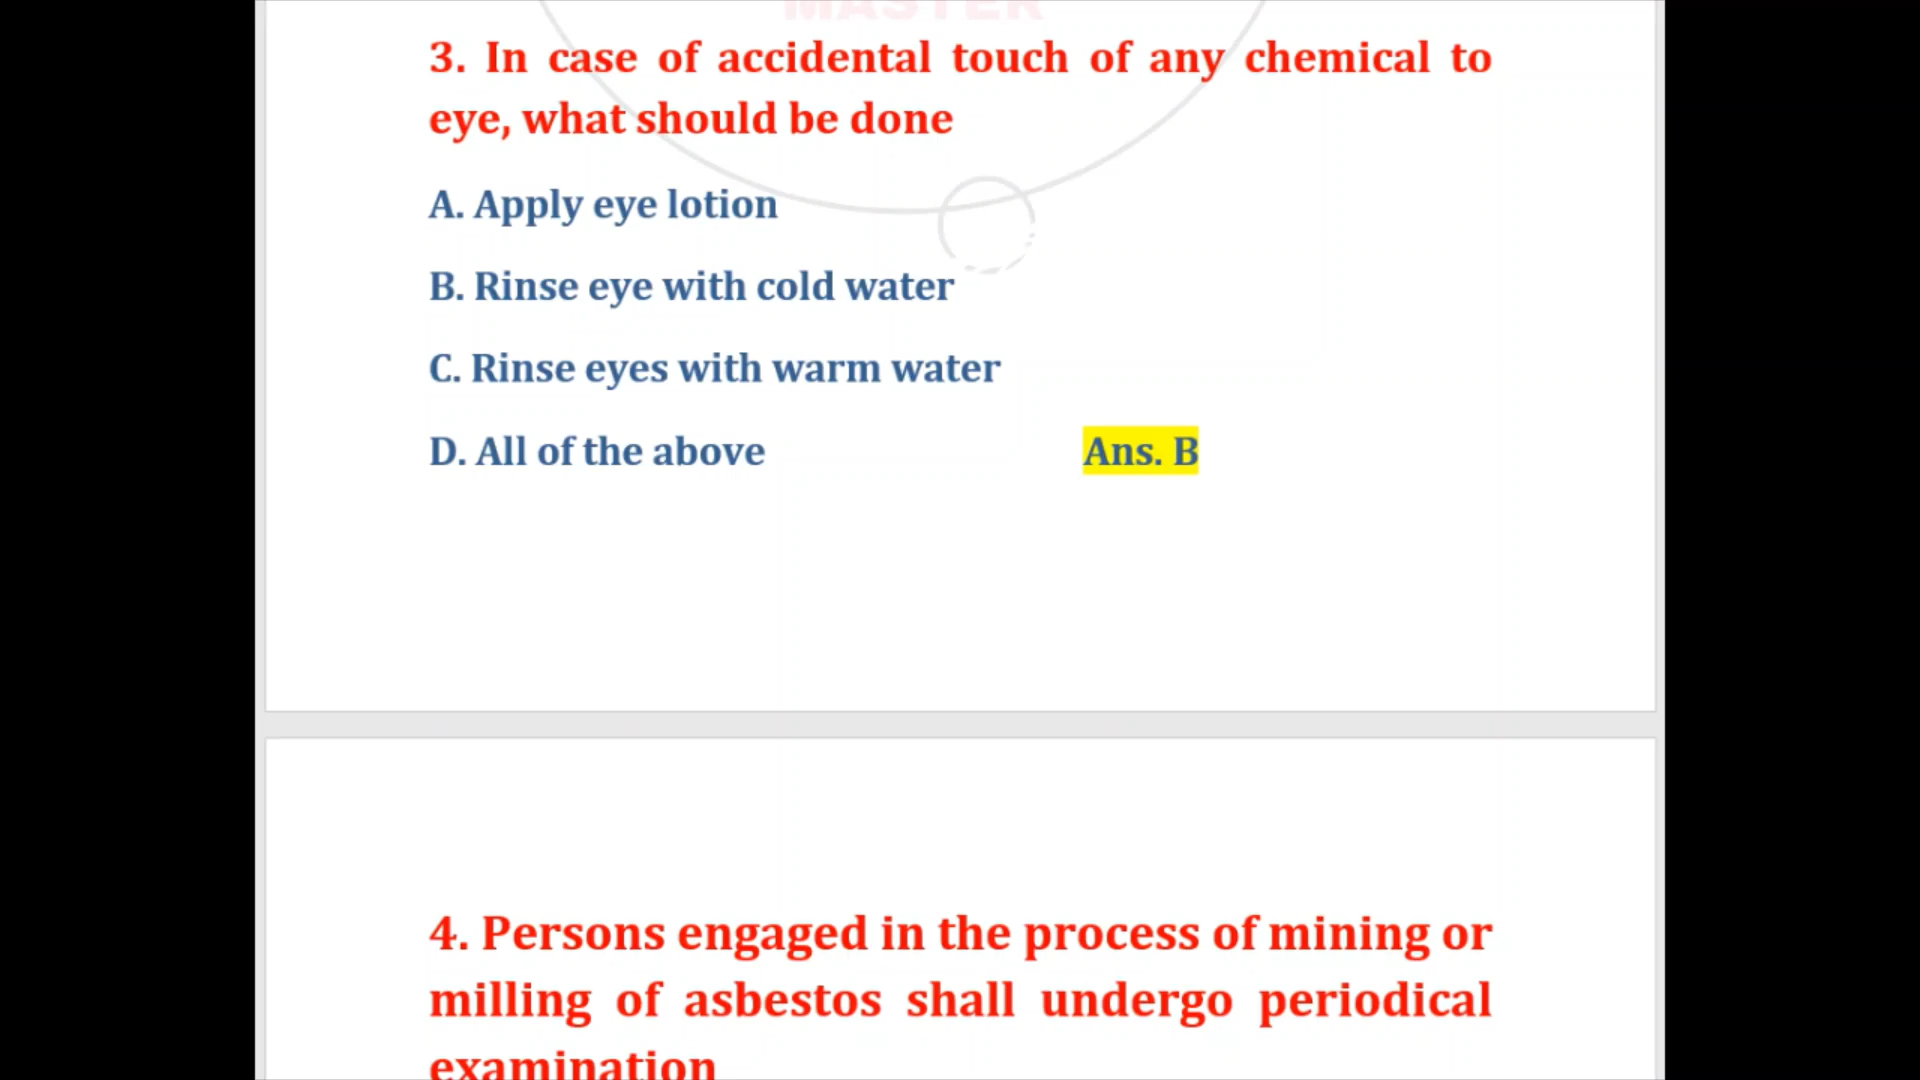 MASTER
3. In case of accidental touch of any chemical to
eye, what should be done
A. Apply eye lotion
B. Rinse eye with cold water
C. Rinse eyes with warm water
D. All of the above Ans. B
4. Persons engaged in the process of mining or
milling of asbestos shall undergo periodical
examination